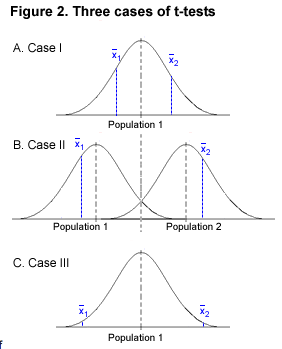 Figure 2. Three cases of t-tests
A. Case I
x̅1
x̅2
Population 1
B. Case II
x̅1
x̅2
Population 1 Population 2
C. Case III
x̅1
x̅2
Population 1
f